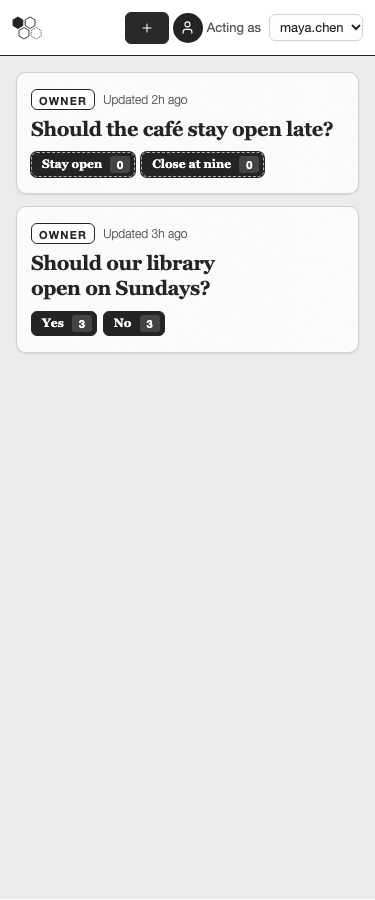 + Acting as maya.chen
OWNER Updated 2h ago
Should the café stay open late?
Stay open 0 Close at nine 0
OWNER Updated 3h ago
Should our library
open on Sundays?
Yes 3 No 3